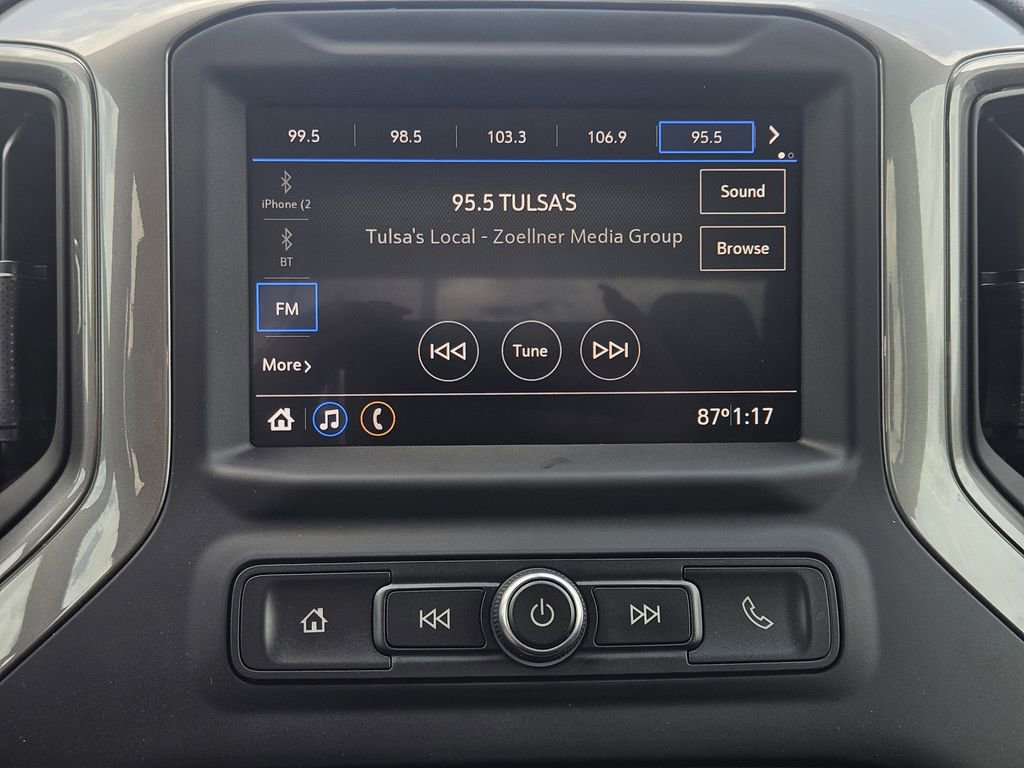 99.5 98.5 103.3 106.9 95.5
iPhone (2
95.5 TULSA'S
Sound
Tulsa's Local - Zoellner Media Group
Browse
BT
FM
Tune
More
87º 1:17